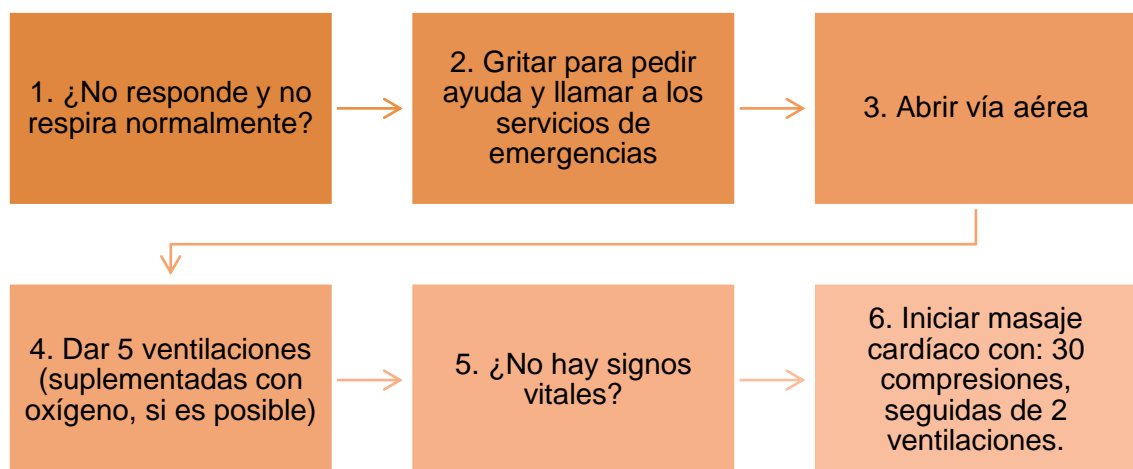 1. ¿No responde y no
respira normalmente?
2. Gritar para pedir
ayuda y llamar a los
servicios de
emergencias
3. Abrir vía aérea
4. Dar 5 ventilaciones
(suplementadas con
oxígeno, si es posible)
5. ¿No hay signos
vitales?
6. Iniciar masaje
cardíaco con: 30
compresiones,
seguidas de 2
ventilaciones.